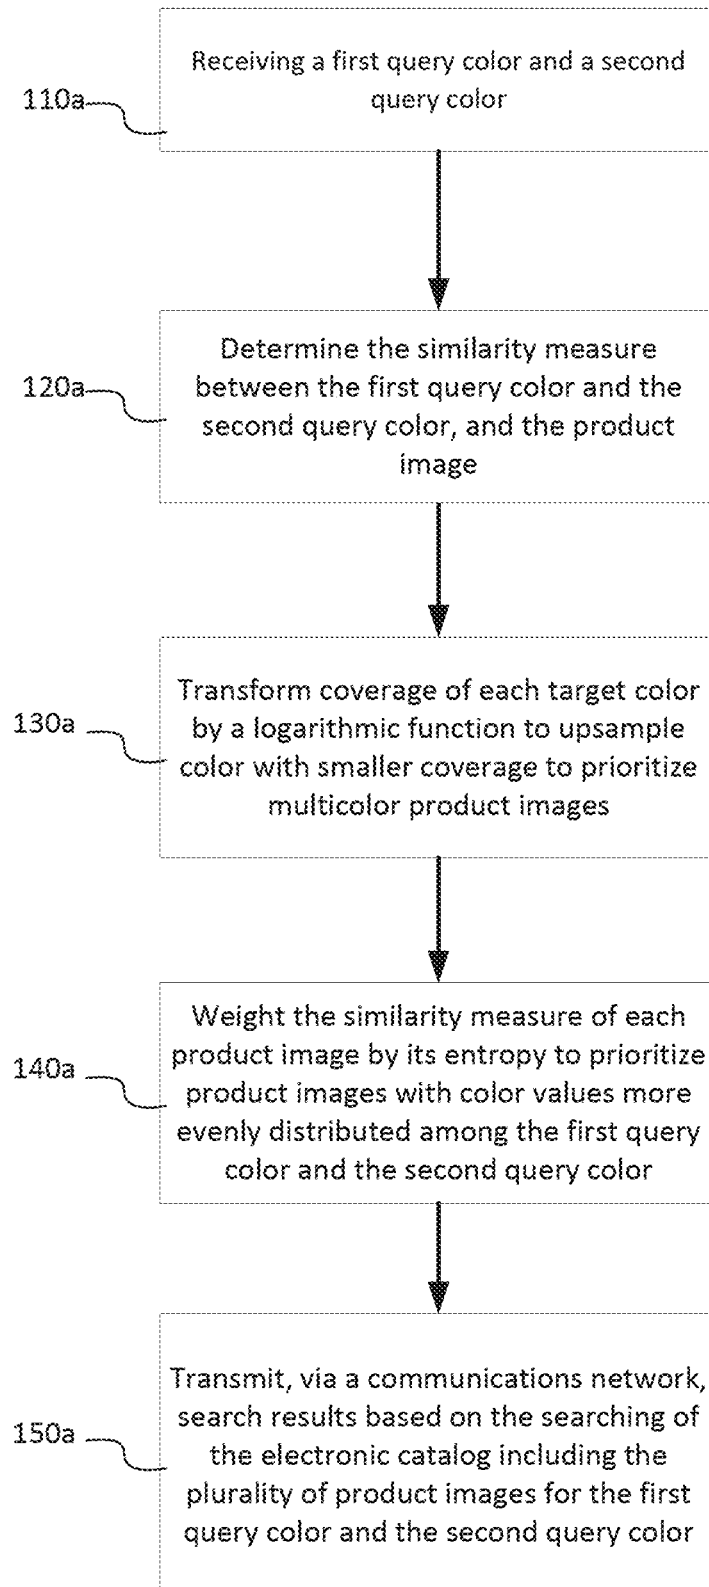 Receiving a first query color and a second
query color
110a
Determine the similarity measure
between the first query color and the
second query color, and the product
image
120a
Transform coverage of each target color
by a logarithmic function to upsample
color with smaller coverage to prioritize
multicolor product images
130a
Weight the similarity measure of each
product image by its entropy to prioritize
product images with color values more
evenly distributed among the first query
color and the second query color
140a
Transmit, via a communications network,
search results based on the searching of
the electronic catalog including the
plurality of product images for the first
query color and the second query color
150a